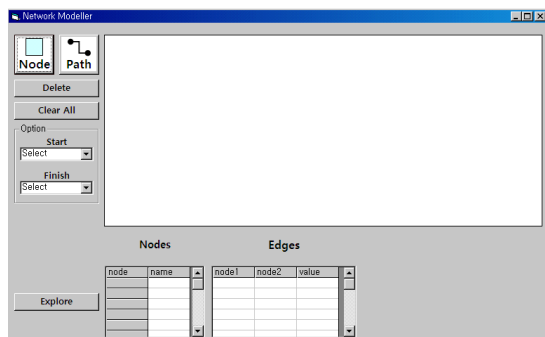 Network Modeller
Node Path
Delete
Clear All
Option
Start
Select
Finish
Select
Nodes Edges
node name node1 node2 value
Explore